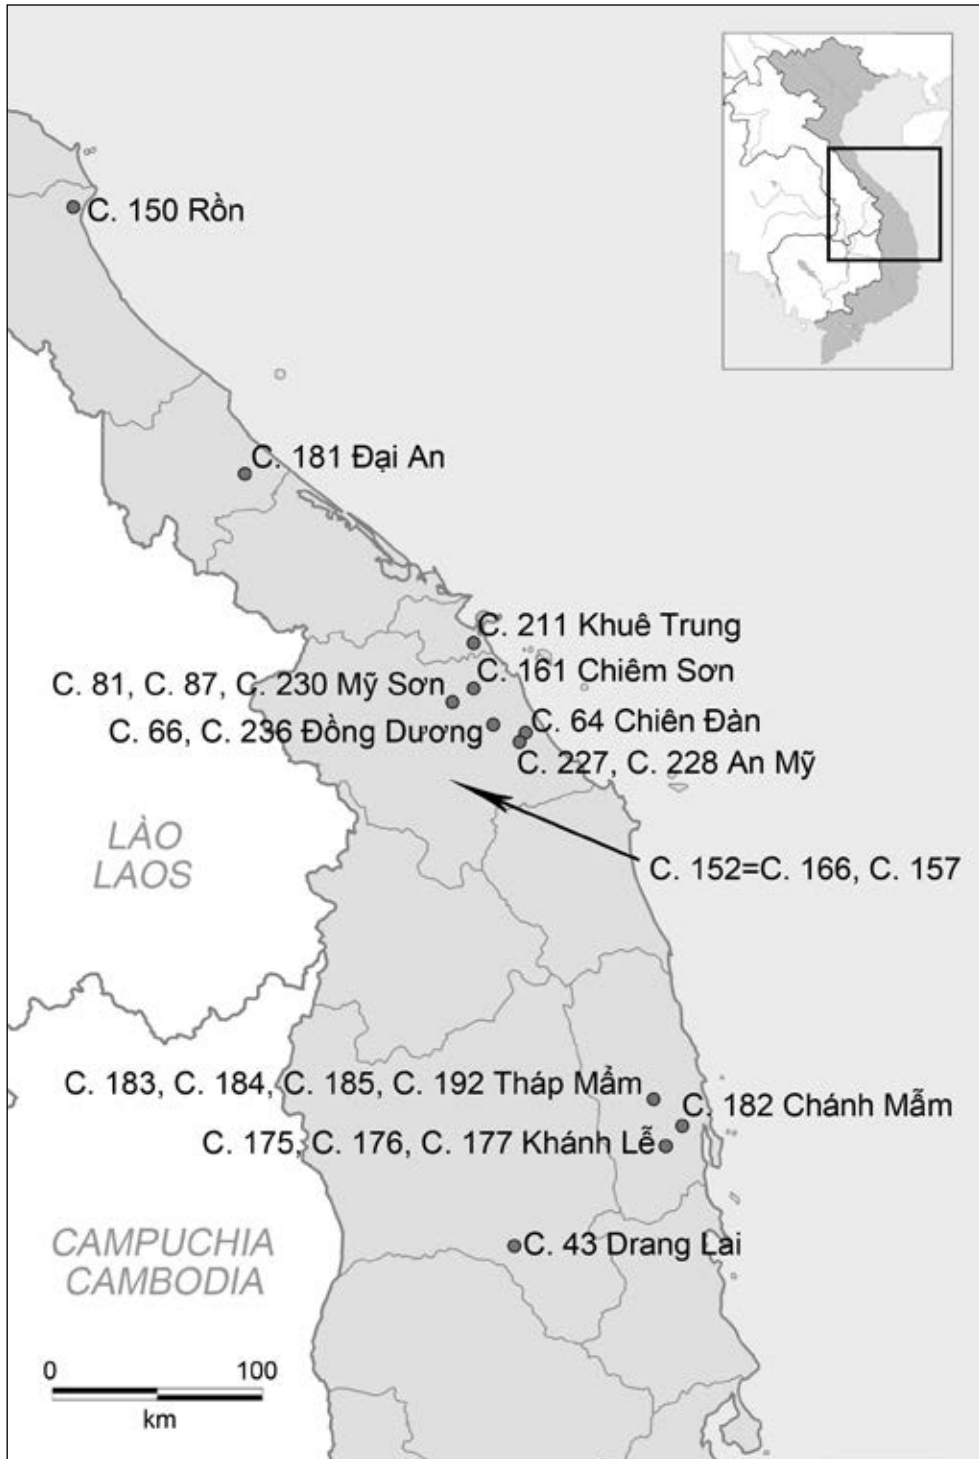 C. 150 Rồn
C. 181 Đại An
C. 211 Khuê Trung
C. 161 Chiêm Sơn
C. 81, C. 87, C. 230 Mỹ Sơn
C. 64 Chiên Đàn
C. 66, C. 236 Đồng Dương
C. 227, C. 228 An Mỹ
LÀO
LAOS
C. 152=C. 166, C. 157
C. 183, C. 184, C. 185, C. 192 Tháp Mẩm
C. 182 Chánh Mẫm
C. 175, C. 176, C. 177 Khánh Lễ
CAMPUCHIA
CAMBODIA
C. 43 Drang Lai
0 100
km